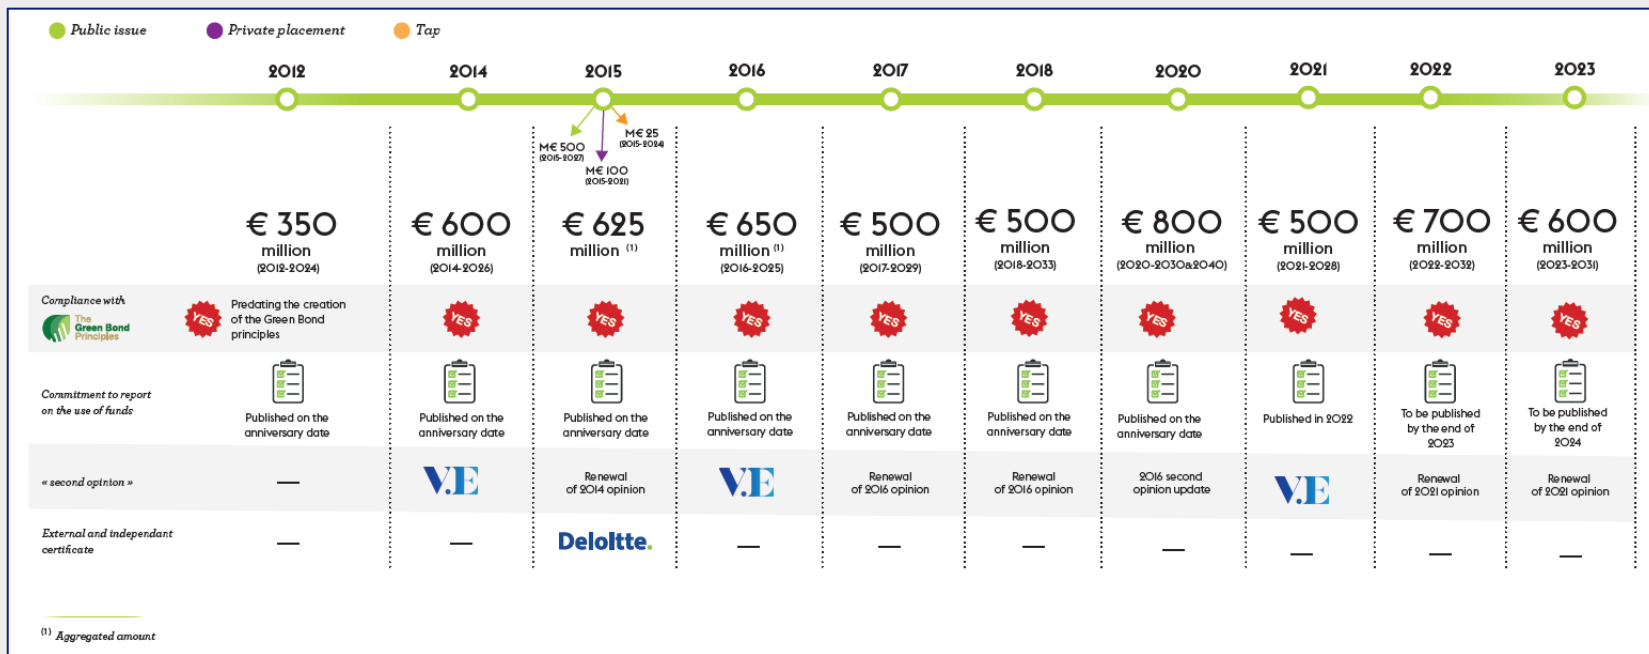 Public issue
Private placement
Tap
2012
2014
2015
2016
2017
2018
2020
2021
2022
2023
M€ 500
(2015-2027)
M€ 100
(2015-2021)
M€ 25
(2015-2024)
€ 350
million
(2012-2024)
€ 600
million
(2014-2026)
€ 625
million (1)
€ 650
million (1)
(2016-2025)
€ 500
million
(2017-2029)
€ 500
million
(2018-2033)
€ 800
million
(2020-2030&2040)
€ 500
million
(2021-2028)
€ 700
million
(2022-2032)
€ 600
million
(2023-2031)
Compliance with
The
Green Bond
Principles
YES
Predating the creation
of the Green Bond
principles
YES
YES
YES
YES
YES
YES
YES
YES
YES
Commitment to report
on the use of funds
Published on the
anniversary date
Published on the
anniversary date
Published on the
anniversary date
Published on the
anniversary date
Published on the
anniversary date
Published on the
anniversary date
Published on the
anniversary date
Published in 2022
To be published
by the end of
2023
To be published
by the end of
2024
« second opinion »
—
V.E
Renewal
of 2014 opinion
V.E
Renewal
of 2016 opinion
Renewal
of 2016 opinion
2016 second
opinion update
V.E
Renewal
of 2021 opinion
Renewal
of 2021 opinion
External and independant
certificate
—
—
Deloitte.
—
—
—
—
—
—
—
(1) Aggregated amount